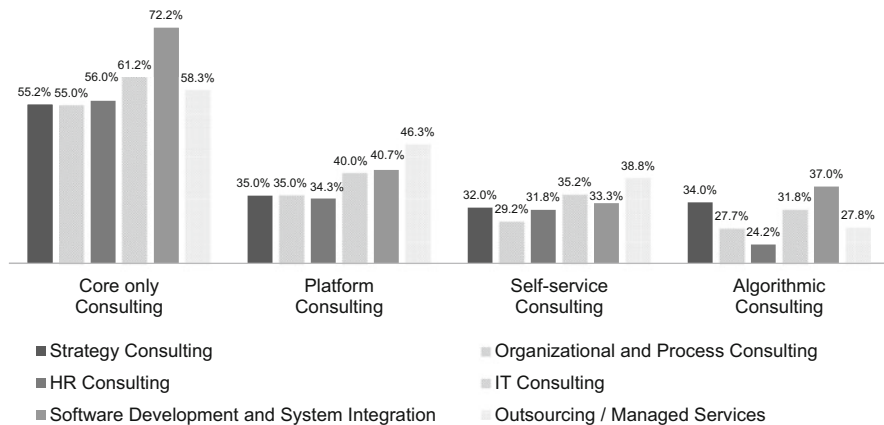 72.2%
61.2%
58.3%
55.2% 55.0% 56.0%
46.3%
40.0% 40.7%
38.8%
37.0%
35.0% 35.0% 34.3%
35.2%
33.3%
34.0%
32.0%
31.8%
31.8%
29.2%
27.7%
27.8%
24.2%
Core only
Consulting
Platform
Consulting
Self-service
Consulting
Algorithmic
Consulting
Strategy Consulting
Organizational and Process Consulting
HR Consulting
IT Consulting
Software Development and System Integration
Outsourcing / Managed Services